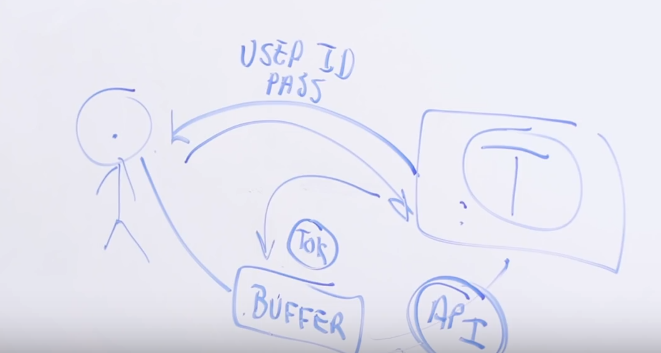 USER ID
PASS
T
TOK
BUFFER
API